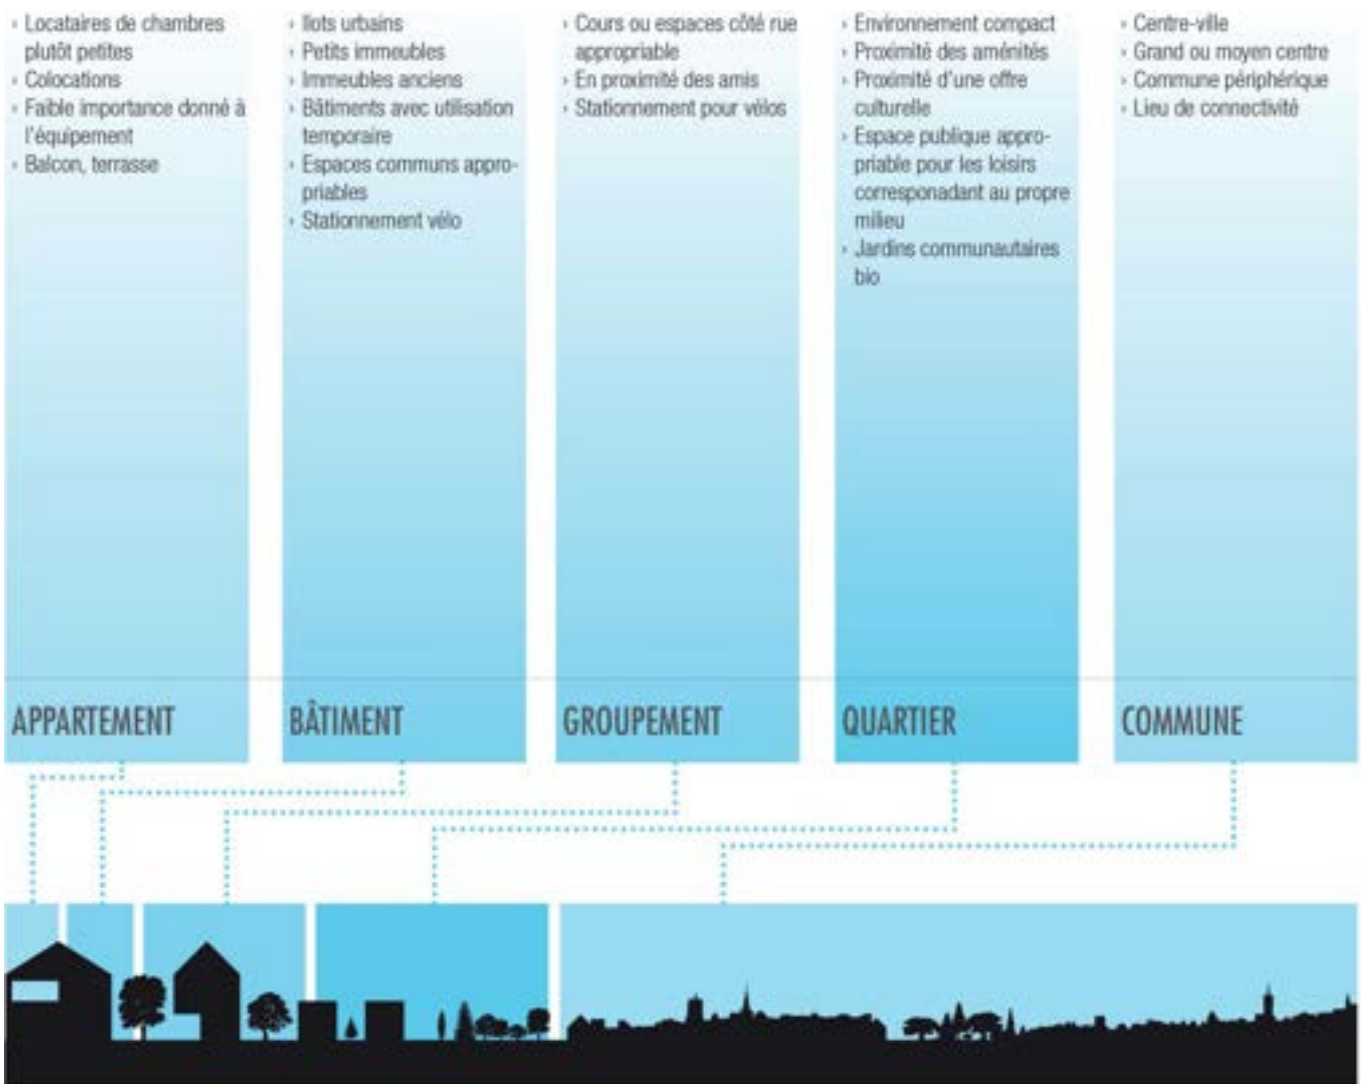 › Locataires de chambres
plutôt petites
› Colocations
› Faible importance donné à
l'équipement
› Balcon, terrasse
› Ilots urbains
› Petits immeubles
› Immeubles anciens
› Bâtiments avec utilisation
temporaire
› Espaces communs appro-
priables
› Stationnement vélo
› Cours ou espaces côté rue
appropriable
› En proximité des amis
› Stationnement pour vélos
› Environnement compact
› Proximité des aménités
› Proximité d'une offre
culturelle
› Espace publique appro-
priable pour les loisirs
corresponadant au propre
milieu
› Jardins communautaires
bio
› Centre-ville
› Grand ou moyen centre
› Commune périphérique
› Lieu de connectivité
APPARTEMENT
BÂTIMENT
GROUPEMENT
QUARTIER
COMMUNE